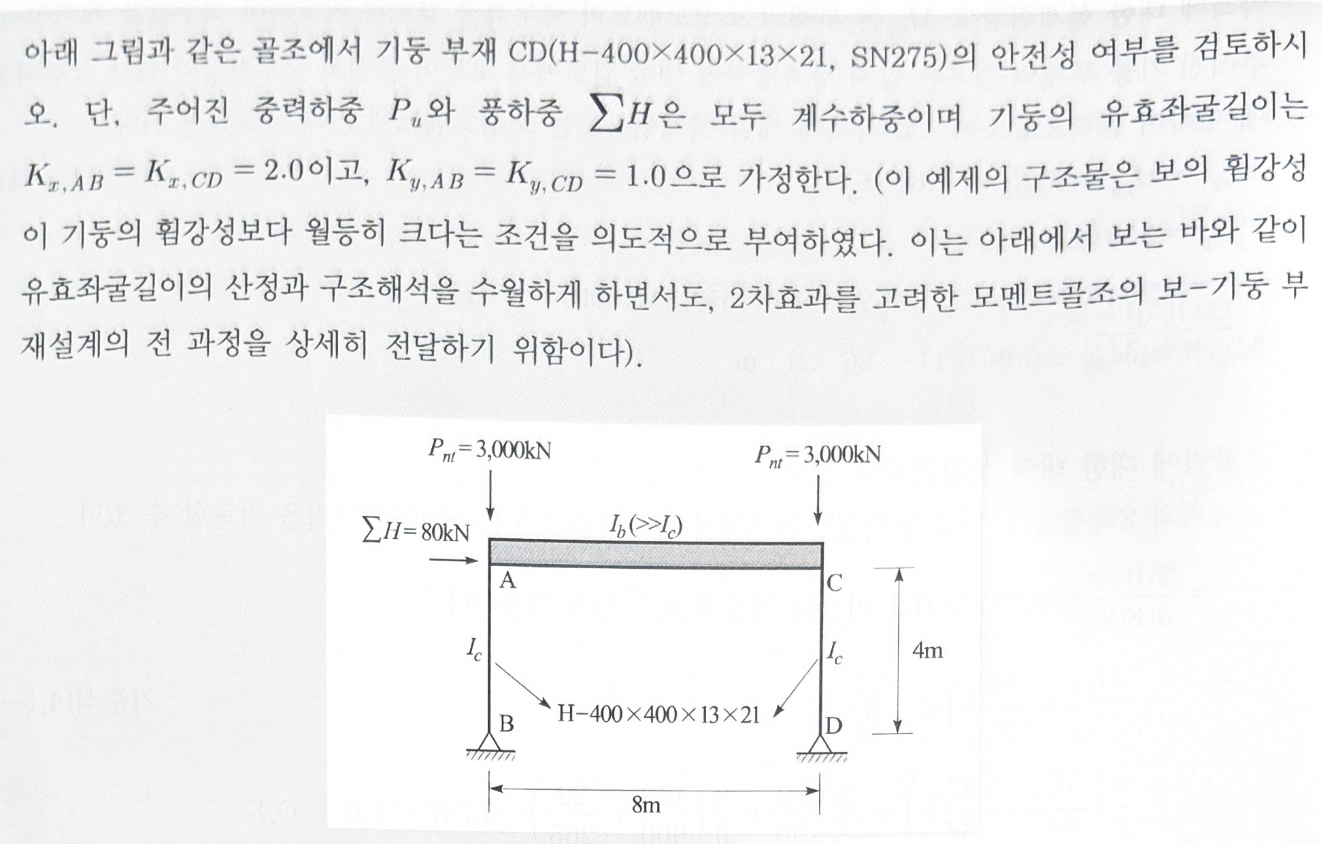 아래 그림과 같은 골조에서 기둥 부재 CD(H-400×400×13×21, SN275)의 안전성 여부를 검토하시
오. 단, 주어진 중력하중 P_u와 풍하중 ∑H은 모두 계수하중이며 기둥의 유효좌굴길이는
K_{x,AB} = K_{x,CD} = 2.0이고, K_{y,AB} = K_{y,CD} = 1.0으로 가정한다. (이 예제의 구조물은 보의 휨강성
이 기둥의 휨강성보다 월등히 크다는 조건을 의도적으로 부여하였다. 이는 아래에서 보는 바와 같이
유효좌굴길이의 산정과 구조해석을 수월하게 하면서도, 2차효과를 고려한 모멘트골조의 보-기둥 부
재설계의 전 과정을 상세히 전달하기 위함이다).
P_{nt}=3,000kN
P_{nt}=3,000kN
∑H=80kN
I_b(>>I_c)
A
C
I_c
I_c
4m
H-400×400×13×21
B
D
8m